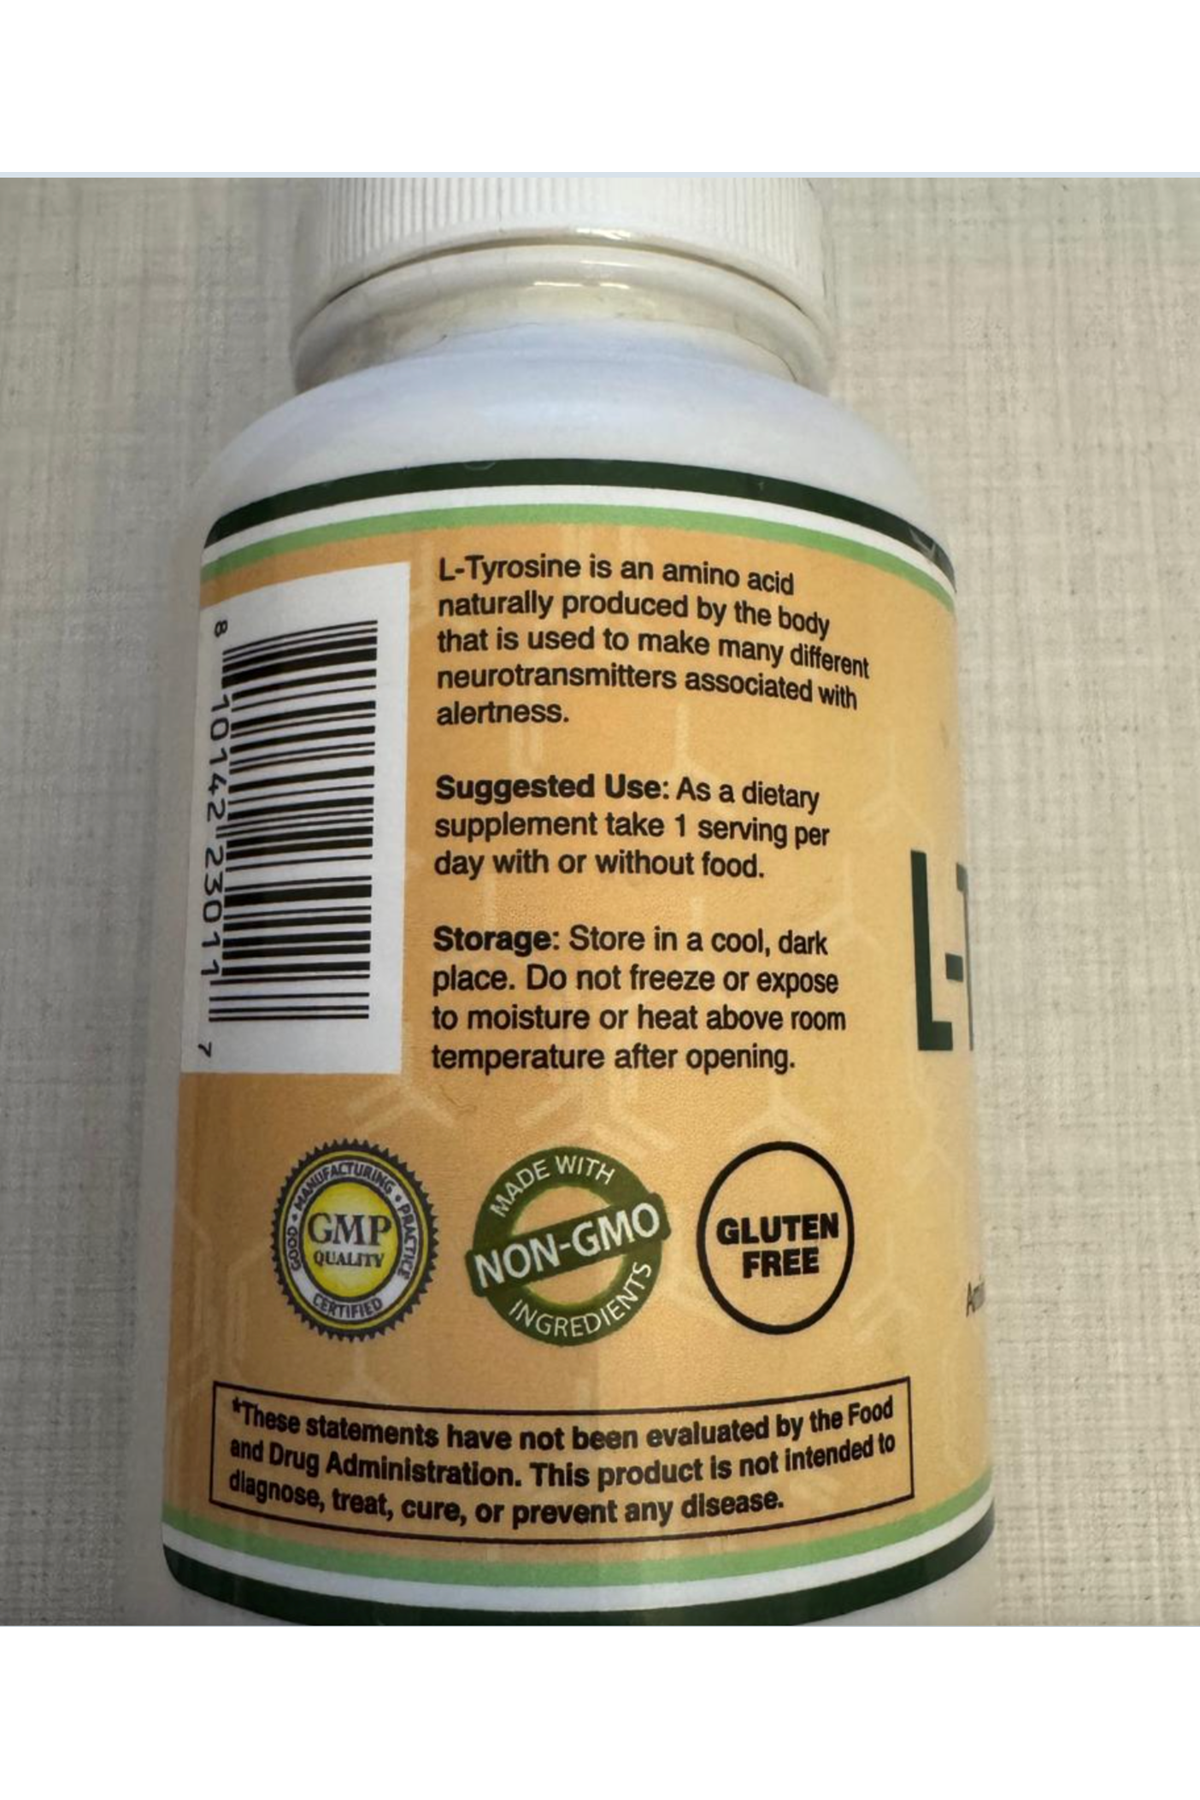 L-Tyrosine is an amino acid
naturally produced by the body
that is used to make many different
neurotransmitters associated with
alertness.
Suggested Use: As a dietary
supplement take 1 serving per
day with or without food.
Storage: Store in a cool, dark
place. Do not freeze or expose
to moisture or heat above room
temperature after opening.
8 10142 23011 7
GOOD • MANUFACTURING • PRACTICE
GMP
QUALITY
CERTIFIED
MADE WITH
NON-GMO
INGREDIENTS
GLUTEN
FREE
*These statements have not been evaluated by the Food
and Drug Administration. This product is not intended to
diagnose, treat, cure, or prevent any disease.